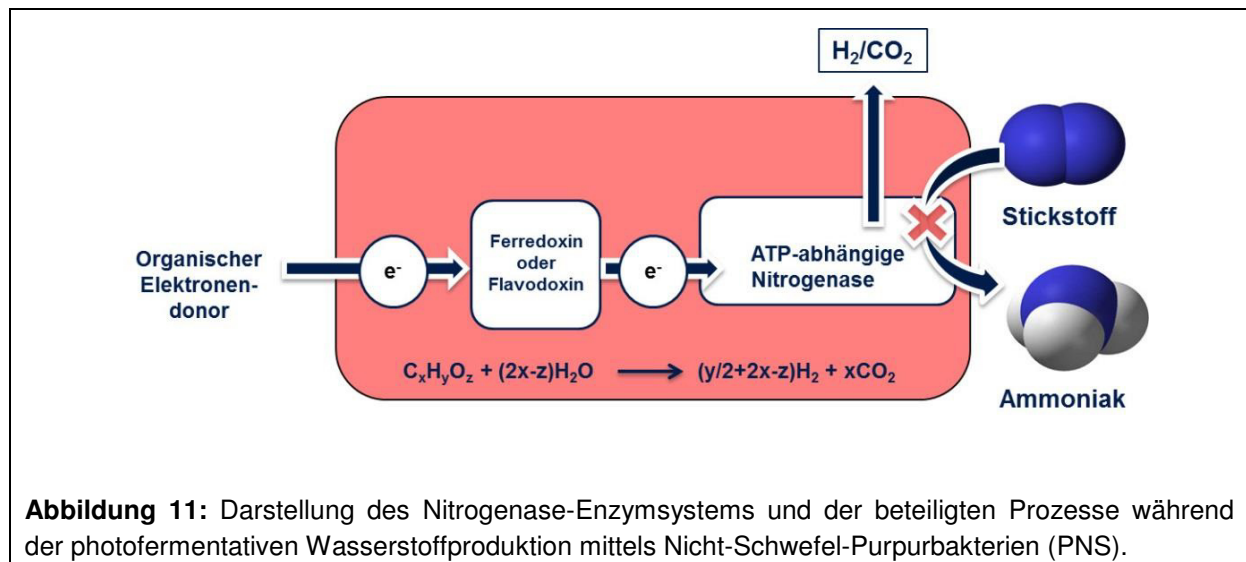 H₂/CO₂
Stickstoff
Organischer
Elektronen-
donor
e⁻
Ferredoxin
oder
Flavodoxin
e⁻
ATP-abhängige
Nitrogenase
CₓHᵧO_z + (2x-z)H₂O ⟶ (y/2+2x-z)H₂ + xCO₂
Ammoniak
Abbildung 11: Darstellung des Nitrogenase-Enzymsystems und der beteiligten Prozesse während
der photofermentativen Wasserstoffproduktion mittels Nicht-Schwefel-Purpurbakterien (PNS).